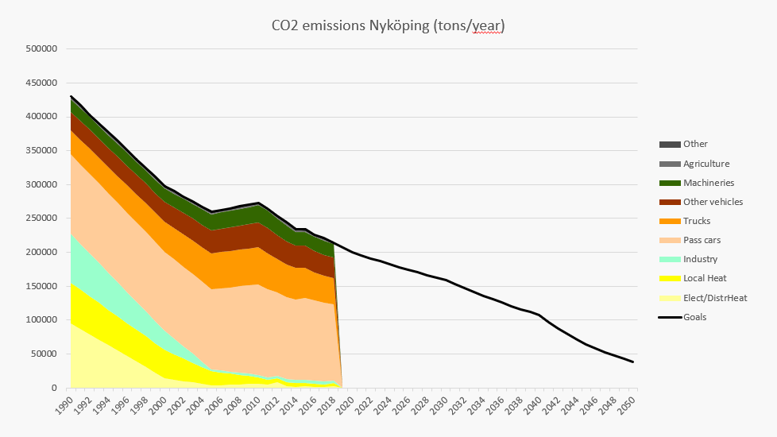 CO2 emissions Nyköping (tons/year)
500000
450000
400000
350000
300000
250000
200000
150000
100000
50000
0
1990 1992 1994 1996 1998 2000 2002 2004 2006 2008 2010 2012 2014 2016 2018 2020 2022 2024 2026 2028 2030 2032 2034 2036 2038 2040 2042 2044 2046 2048 2050
Other
Agriculture
Machineries
Other vehicles
Trucks
Pass cars
Industry
Local Heat
Elect/DistrHeat
Goals